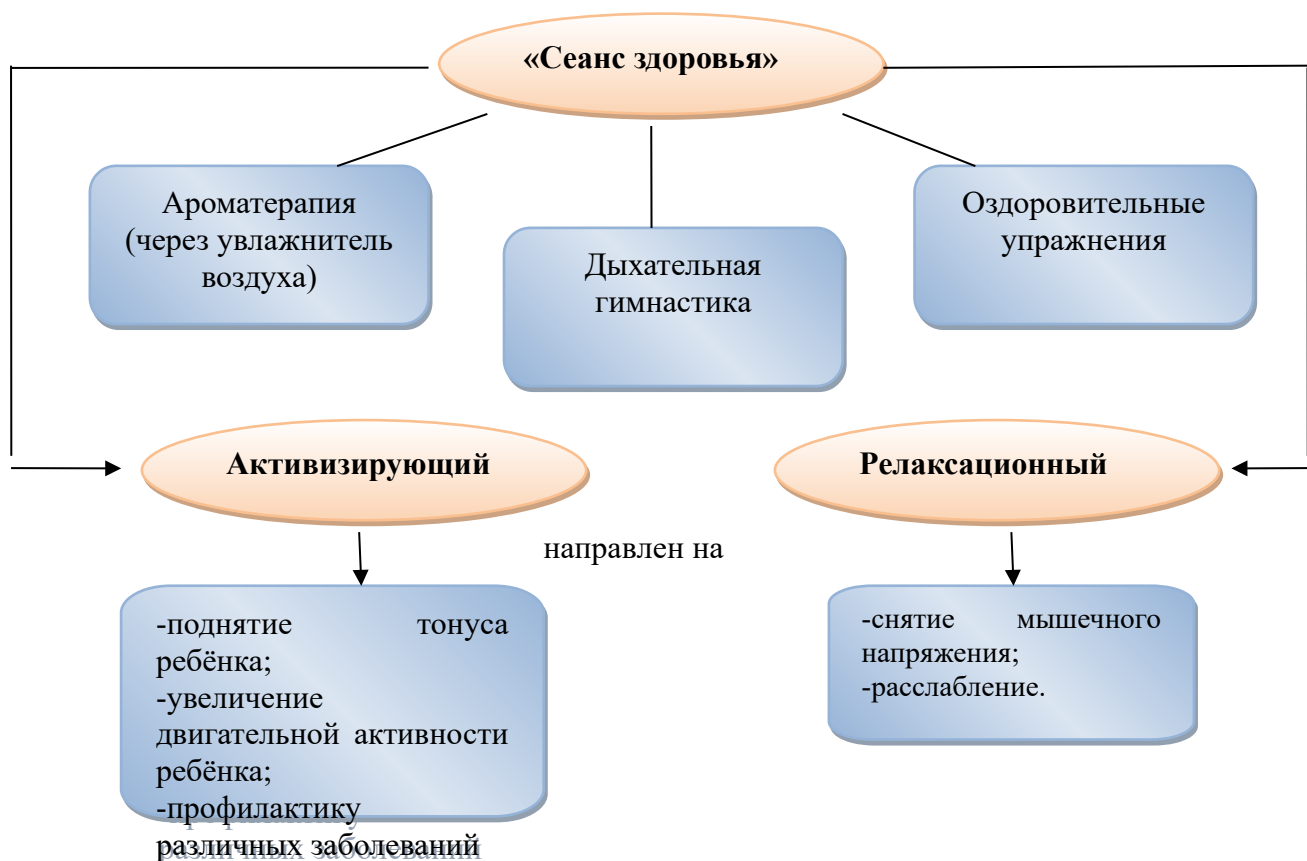 «Сеанс здоровья»
Ароматерапия
(через увлажнитель
воздуха)
Дыхательная
гимнастика
Оздоровительные
упражнения
Активизирующий
Релаксационный
направлен на
-поднятие тонуса
ребёнка;
-увеличение
двигательной активности
ребёнка;
-профилактику
различных заболеваний
-снятие мышечного
напряжения;
-расслабление.